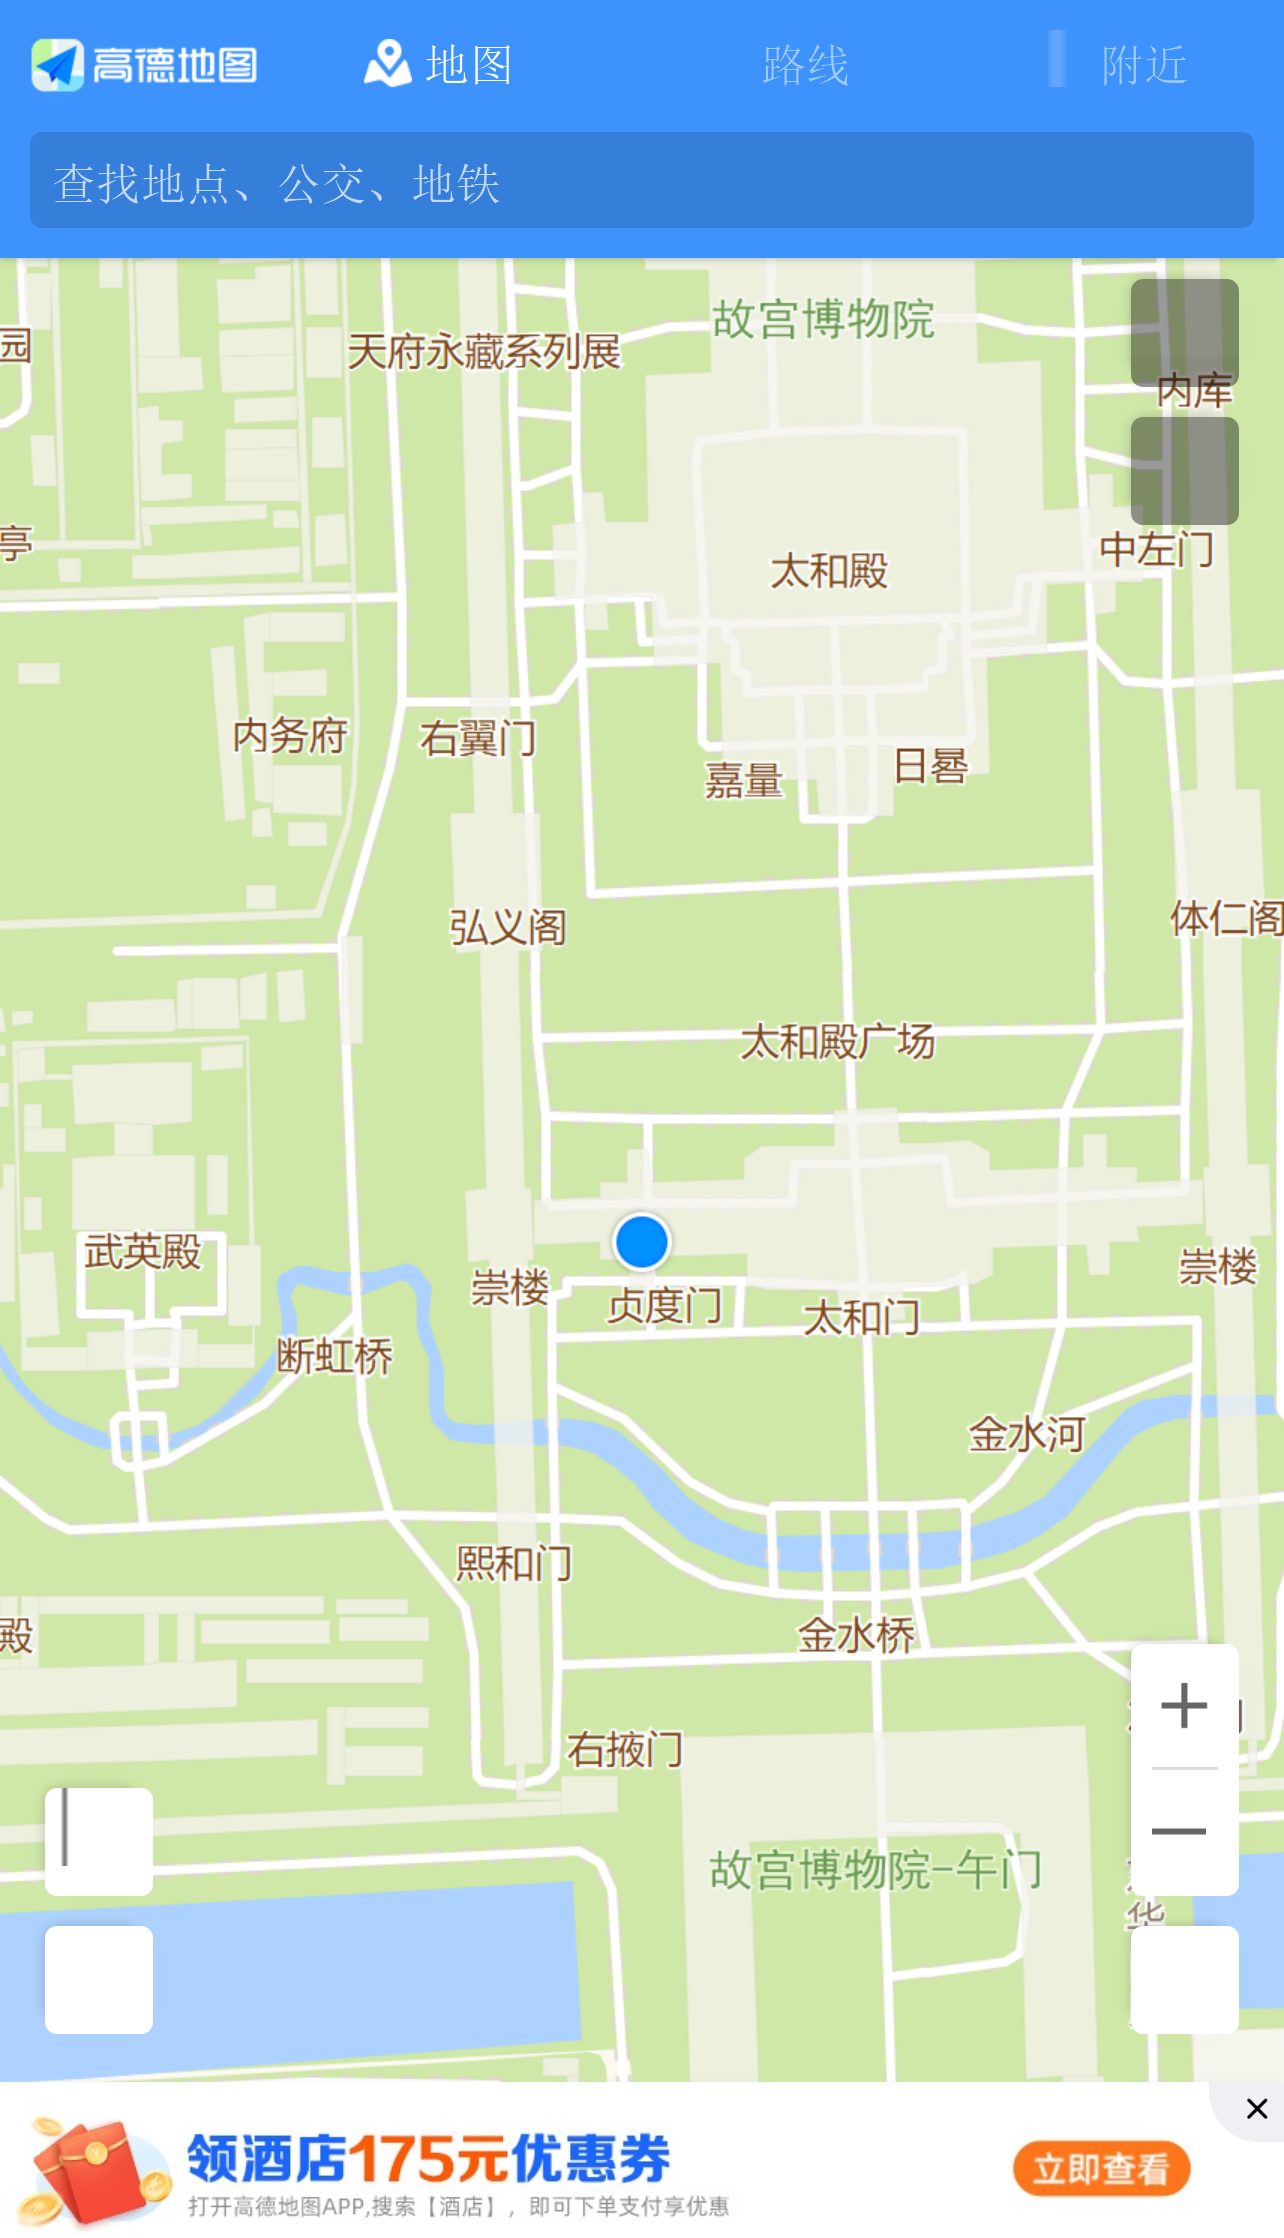 高德地图
地图
路线
附近
查找地点、公交、地铁
故宫博物院
园
天府永藏系列展
内库
亭
中左门
太和殿
内务府
右翼门
日晷
嘉量
弘义阁
体仁阁
太和殿广场
武英殿
崇楼
崇楼
贞度门
太和门
断虹桥
金水河
熙和门
金水桥
殿
右掖门
故宫博物院-午门
华
领酒店175元优惠券
打开高德地图APP,搜索【酒店】，即可下单支付享优惠
立即查看